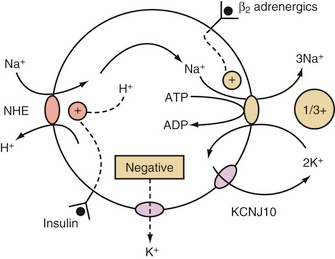 β₂ adrenergics
Na⁺
H⁺
Na⁺
+
3Na⁺
NHE
+
ATP
ADP
1/3+
H⁺
Negative
2K⁺
KCNJ10
Insulin
K⁺